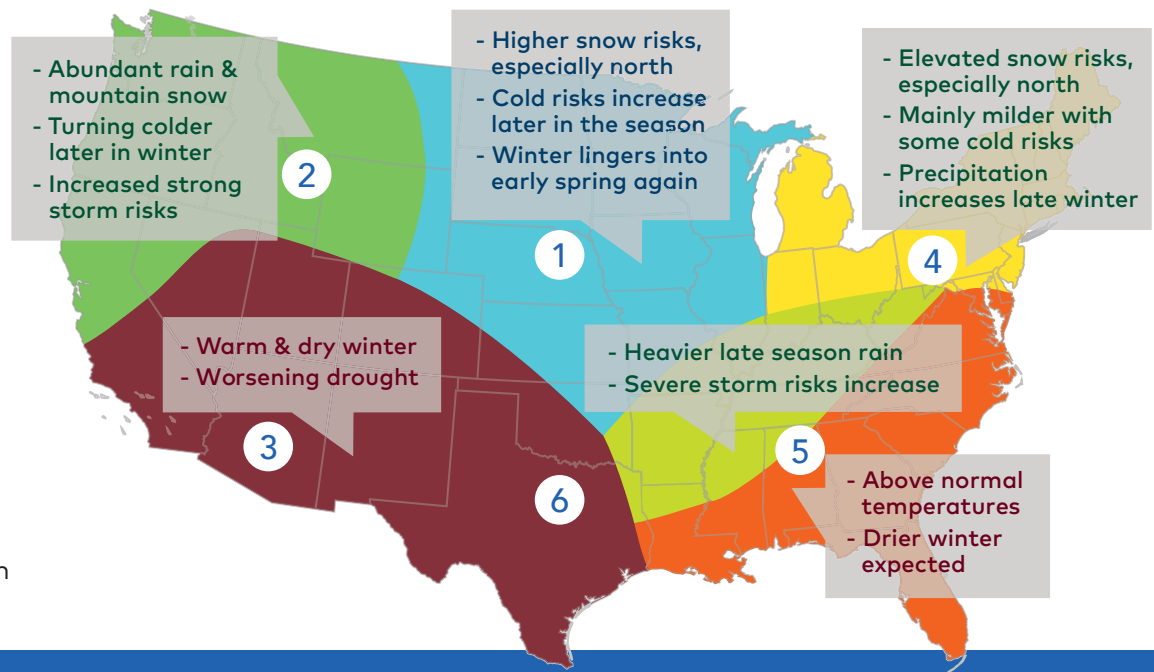 - Abundant rain &
mountain snow
- Turning colder
later in winter
- Increased strong
storm risks
2
- Higher snow risks,
especially north
- Cold risks increase
later in the season
- Winter lingers into
early spring again
1
- Elevated snow risks,
especially north
- Mainly milder with
some cold risks
- Precipitation
increases late winter
4
- Warm & dry winter
- Worsening drought
3
- Heavier late season rain
- Severe storm risks increase
5
6
- Above normal
temperatures
- Drier winter
expected